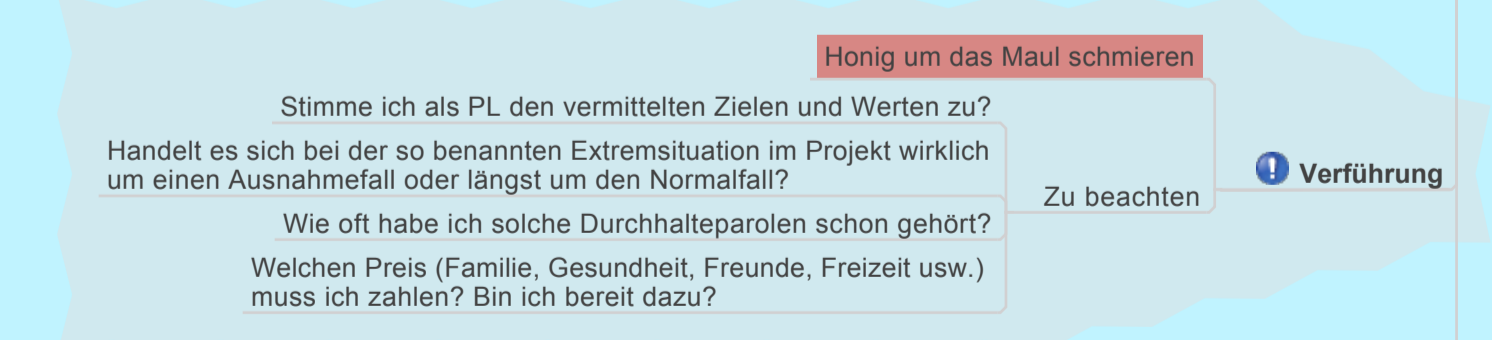 Honig um das Maul schmieren
Stimme ich als PL den vermittelten Zielen und Werten zu?
Handelt es sich bei der so benannten Extremsituation im Projekt wirklich
um einen Ausnahmefall oder längst um den Normalfall?
Wie oft habe ich solche Durchhalteparolen schon gehört?
Welchen Preis (Familie, Gesundheit, Freunde, Freizeit usw.)
muss ich zahlen? Bin ich bereit dazu?
Zu beachten
Verführung